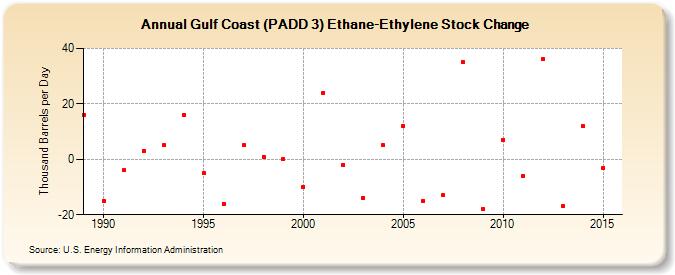 Annual Gulf Coast (PADD 3) Ethane-Ethylene Stock Change
Thousand Barrels per Day
40
20
0
-20
1990 1995 2000 2005 2010 2015
Source: U.S. Energy Information Administration